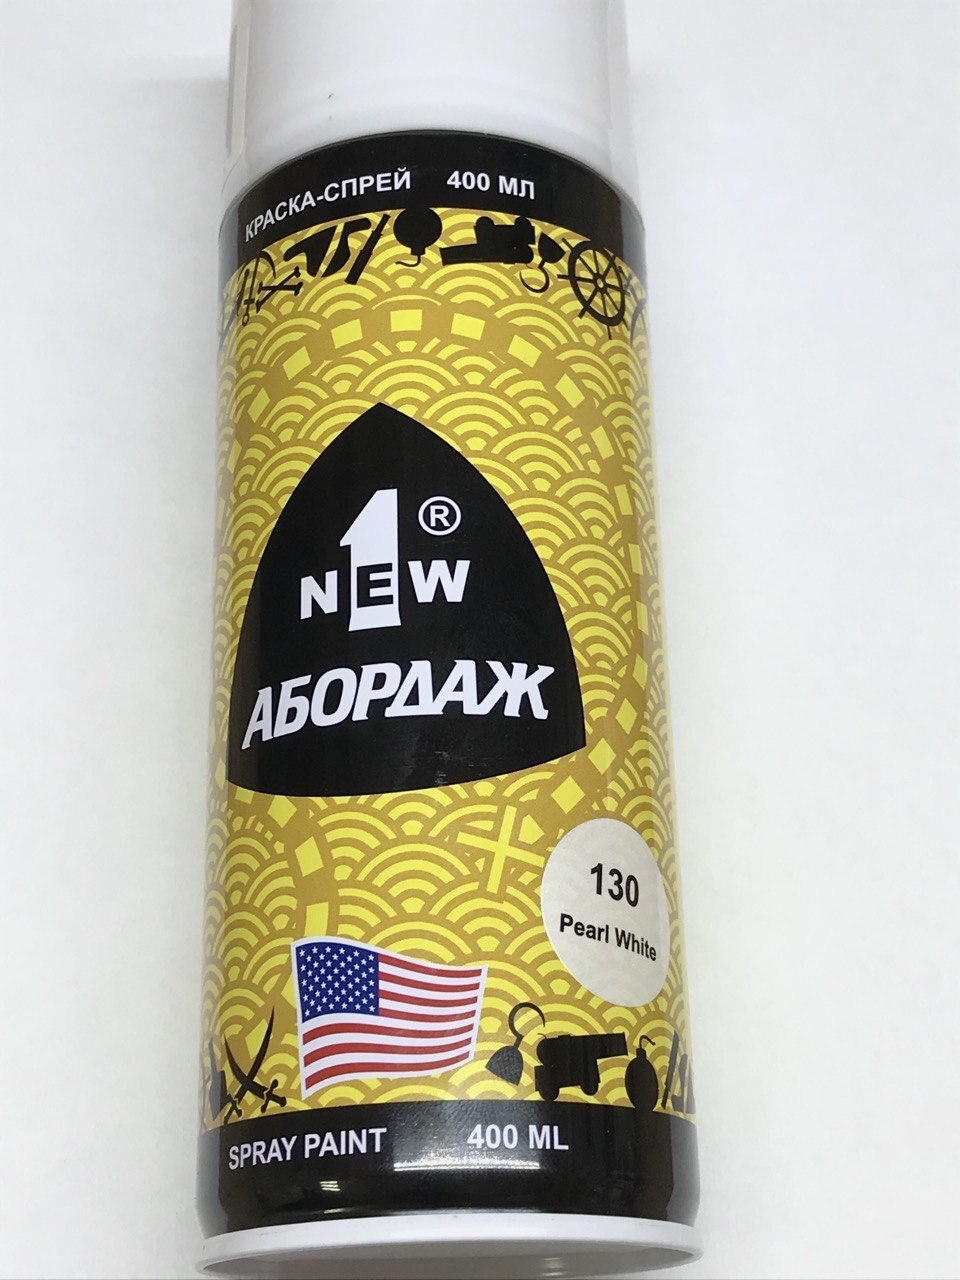 КРАСКА-СПРЕЙ 400 МЛ
1 ®
NEW
АБОРДАЖ
130
Pearl White
SPRAY PAINT 400 ML